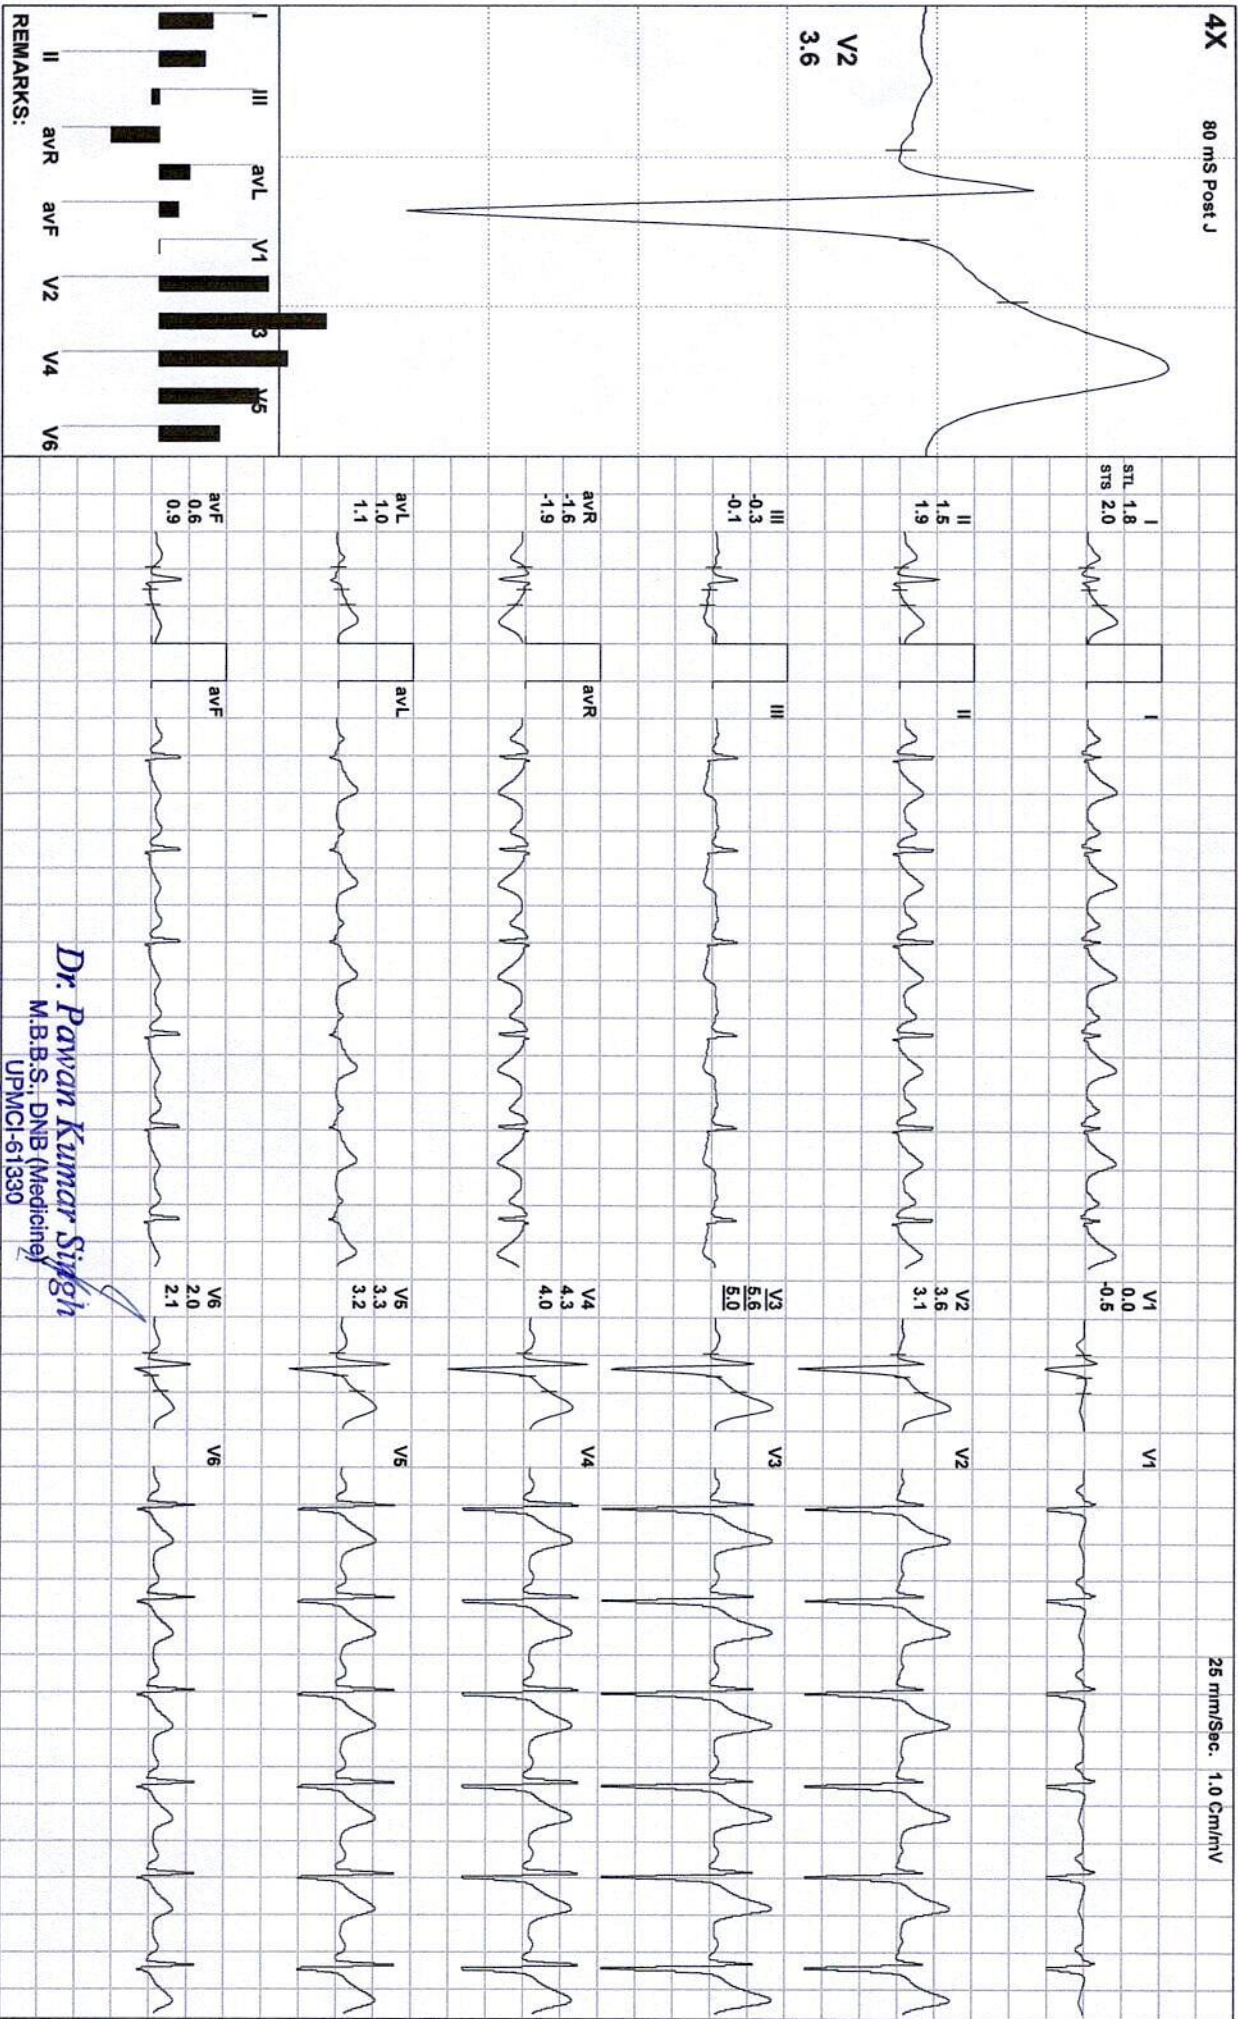 4X
80 mS Post J
25 mm/Sec. 1.0 Cm/mV
V2
3.6
I
STL 1.8
STS 2.0
I
V1
0.0
-0.5
V1
II
1.5
1.9
II
V2
3.6
3.1
V2
III
-0.3
-0.1
III
V3
5.6
5.0
V3
avR
-1.6
-1.9
avR
V4
4.3
4.0
V4
avL
1.0
1.1
avL
V5
3.3
3.2
V5
avF
0.6
0.9
avF
V6
2.0
2.1
V6
I III avL V1 3 V5
II avR avF V2 V4 V6
REMARKS:
Dr. Pawan Kumar Singh
M.B.B.S., DNB (Medicine)
UPMCI-61330